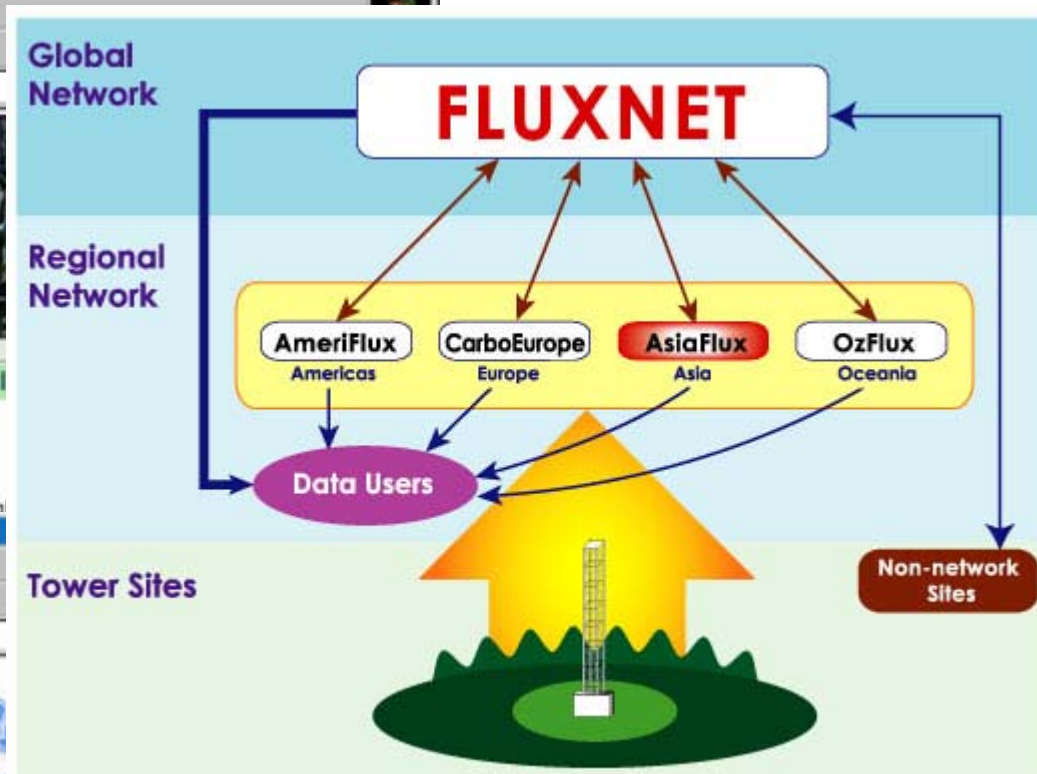 Global
Network
FLUXNET
Regional
Network
AmeriFlux
CarboEurope
AsiaFlux
OzFlux
Americas
Europe
Asia
Oceania
Data Users
Tower Sites
Non-network
Sites